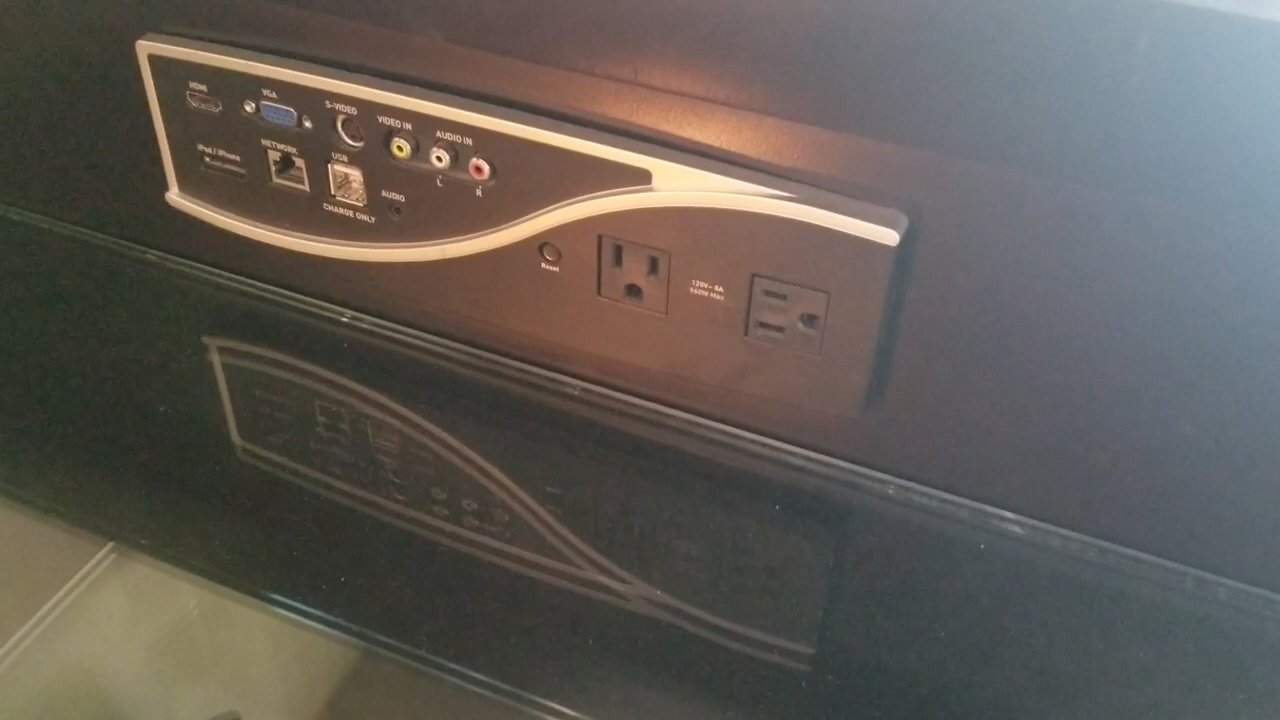 HDMI
VGA
S-VIDEO
VIDEO IN
AUDIO IN
iPod / iPhone
NETWORK
USB
L
R
AUDIO
CHARGE ONLY
Reset
120V~ 8A
960W Max